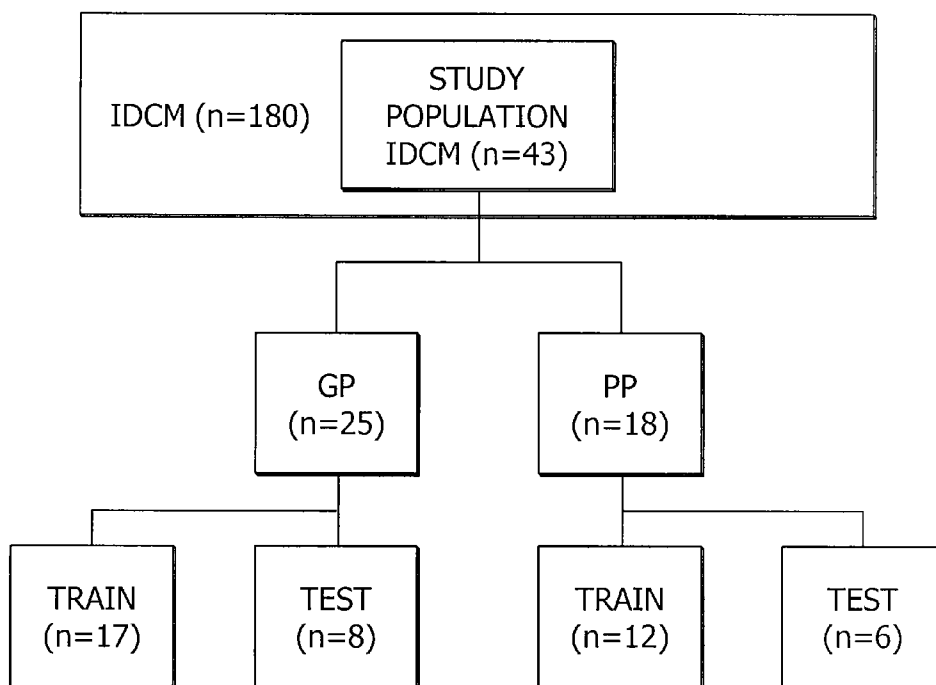 STUDY
POPULATION
IDCM (n=180)
IDCM (n=43)
GP
(n=25)
PP
(n=18)
TRAIN
(n=17)
TEST
(n=8)
TRAIN
(n=12)
TEST
(n=6)